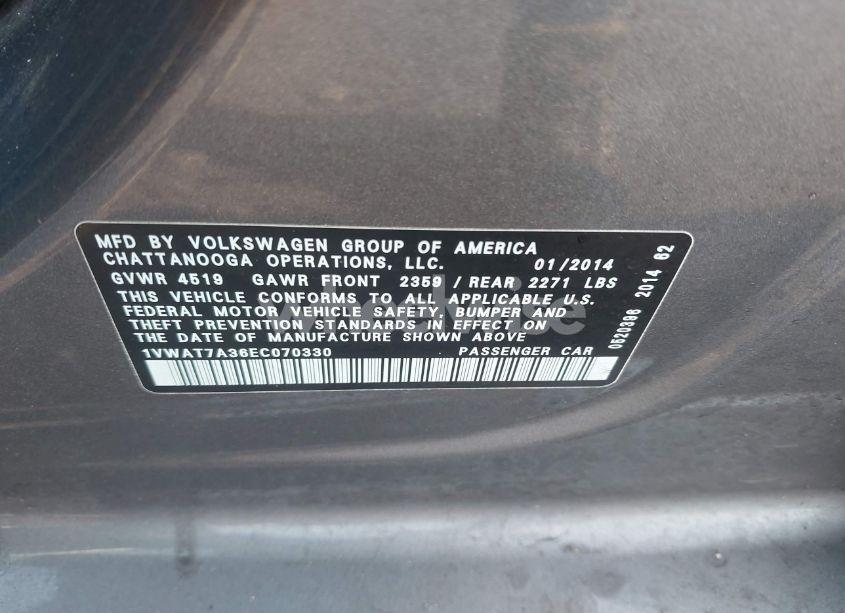 MFD BY VOLKSWAGEN GROUP OF AMERICA
CHATTANOOGA OPERATIONS, LLC. 01/2014
GVWR 4519 GAWR FRONT 2359 / REAR 2271 LBS
THIS VEHICLE CONFORMS TO ALL APPLICABLE U.S.
FEDERAL MOTOR VEHICLE SAFETY, BUMPER AND
THEFT PREVENTION STANDARDS IN EFFECT ON
THE DATE OF MANUFACTURE SHOWN ABOVE
1VWAT7A36EC070330 PASSENGER CAR
0520396 2014 62